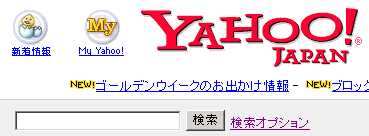 YAHOO!
JAPAN
My
新着情報 My Yahoo!
NEW!ゴールデンウイークのお出かけ情報 - NEW!ブロック
検索 検索オプション